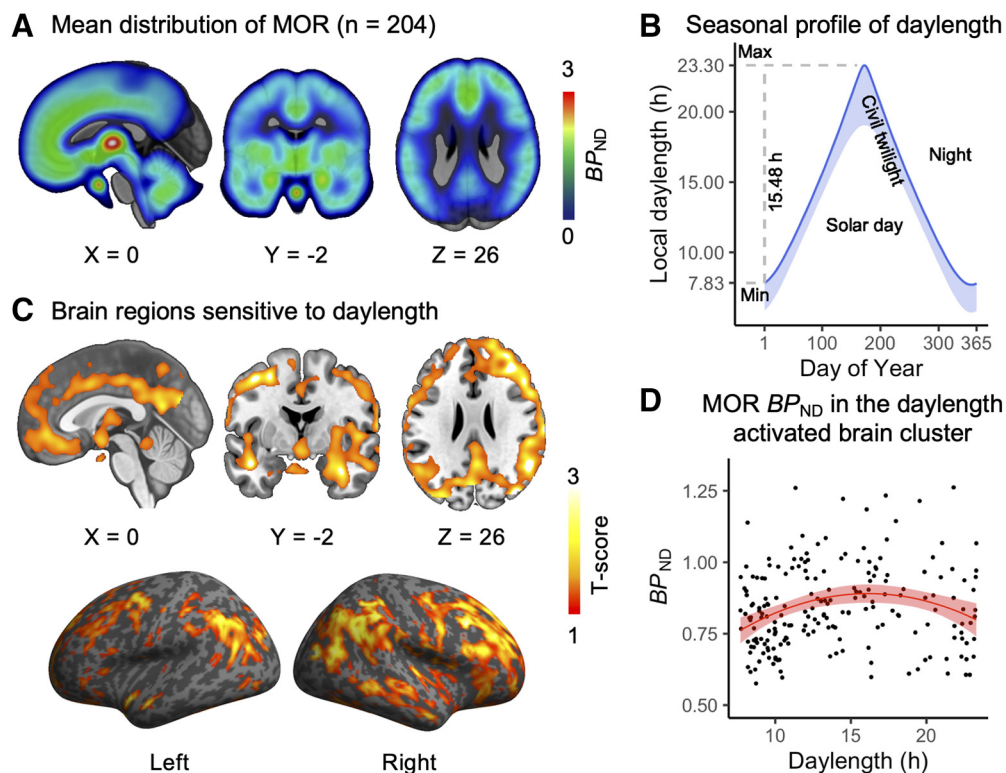 A Mean distribution of MOR (n = 204)
3
BP_ND
0
X = 0
Y = -2
Z = 26
B Seasonal profile of daylength
Max
23.30
20.00
15.00
10.00
7.83
Local daylength (h)
15.48 h
Civil twilight
Night
Solar day
Min
1
100
200
300
365
Day of Year
C Brain regions sensitive to daylength
X = 0
Y = -2
Z = 26
3
T-score
1
Left
Right
D MOR BP_ND in the daylength
activated brain cluster
1.25
1.00
0.75
0.50
BP_ND
10
15
20
Daylength (h)